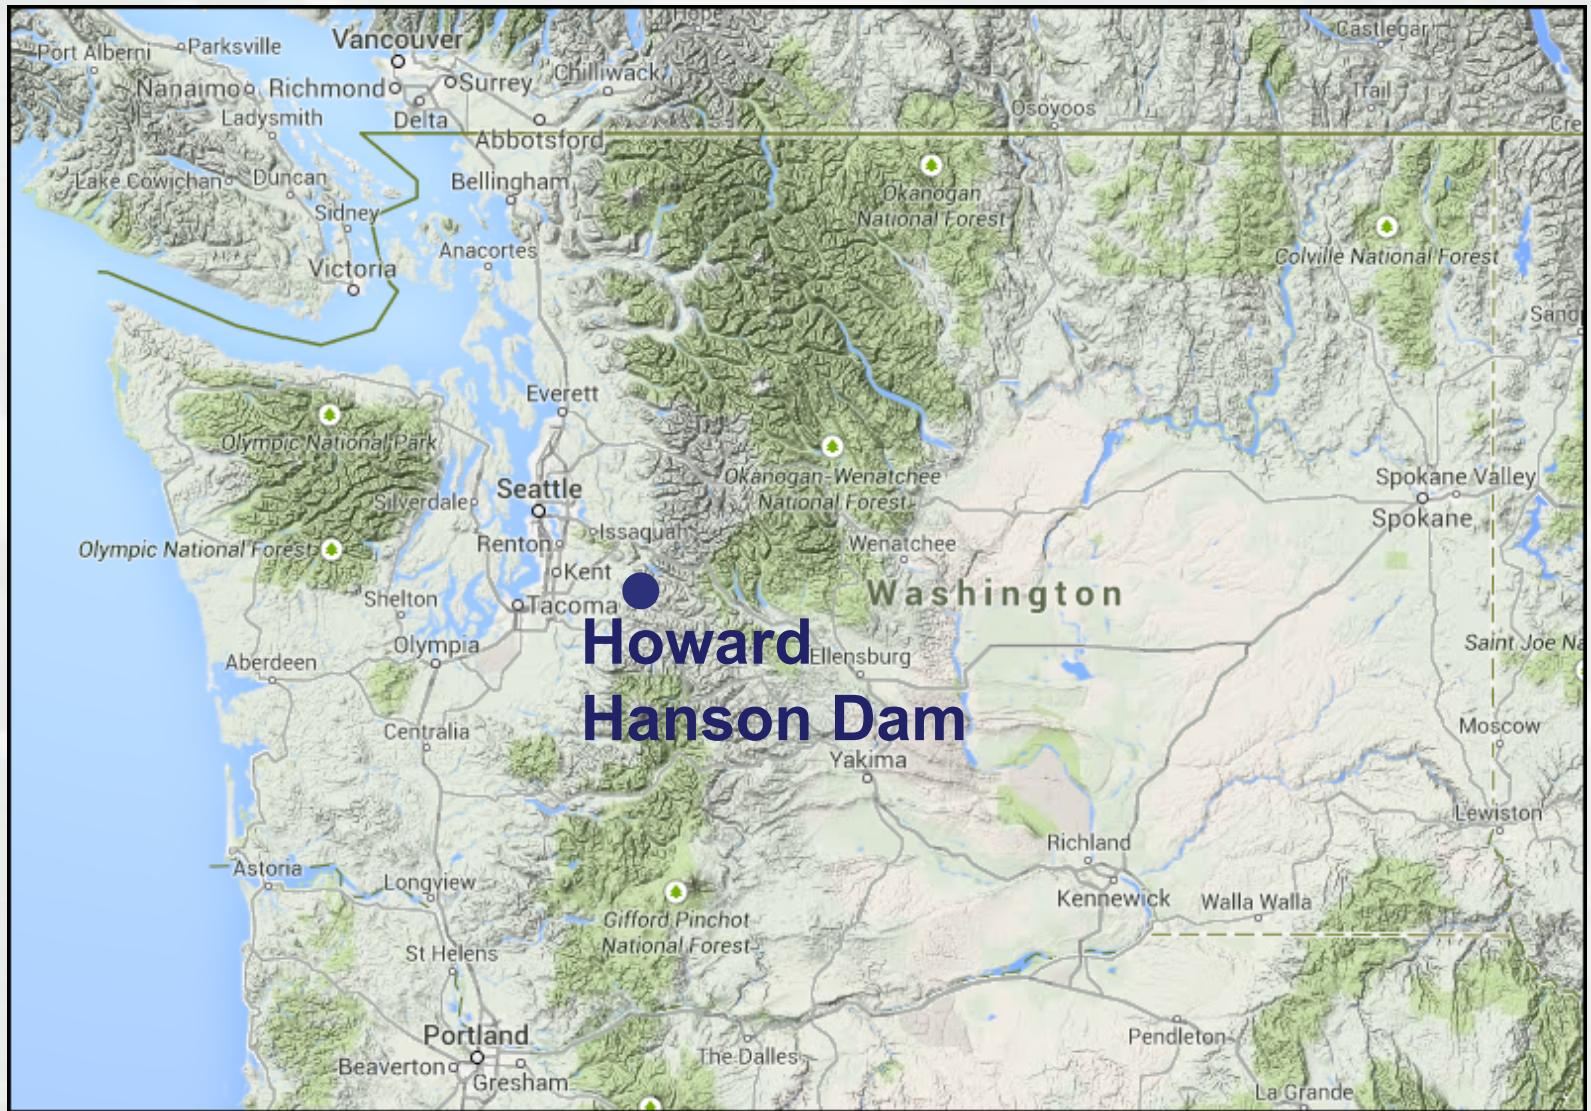 Hope
Castlegar
Port Alberni
Parksville
Vancouver
Nanaimo
Richmond
Surrey
Chilliwack
Trail
Ladysmith
Delta
Osoyoos
Cre
Abbotsford
Lake Cowichan
Duncan
Bellingham
Okanogan
National Forest
Sidney
Anacortes
Colville National Forest
Victoria
Sand
Everett
Olympic National Park
Okanogan-Wenatchee
National Forest
Spokane Valley
Seattle
Silverdale
Spokane
Issaquah
Olympic National Forest
Renton
Wenatchee
Kent
Washington
Shelton
Tacoma
Howard
Hanson Dam
Olympia
Ellensburg
Saint Joe Na
Aberdeen
Centralia
Moscow
Yakima
Lewiston
Richland
Astoria
Longview
Kennewick
Walla Walla
Gifford Pinchot
National Forest
St Helens
Portland
Pendleton
The Dalles
Beaverton
Gresham
La Grande